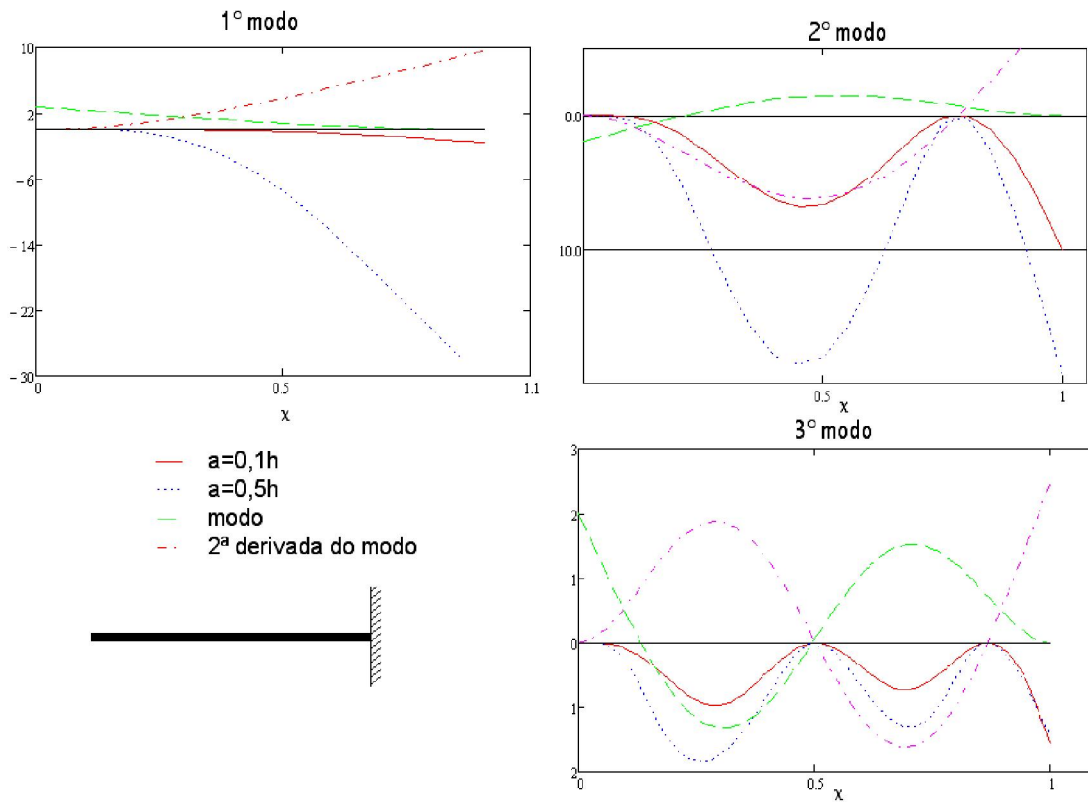 1° modo
10
2
-6
-14
-22
-30
0
0.5
1.1
χ
2° modo
0.0
10.0
0.5
1
χ
a=0,1h
a=0,5h
modo
2ª derivada do modo
3° modo
3
2
1
0
1
2
0
0.5
1
χ